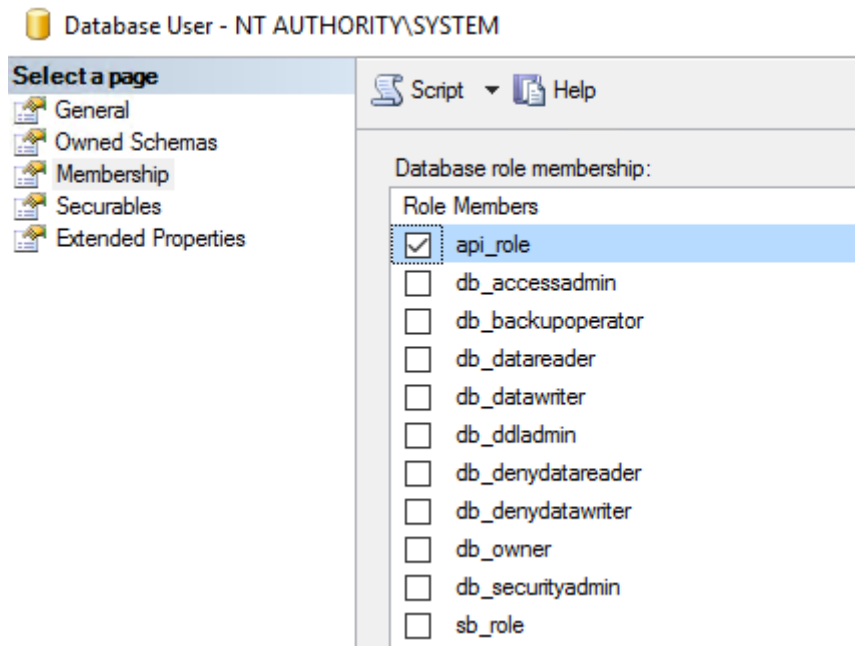 Database User - NT AUTHORITY\SYSTEM
Select a page
General
Owned Schemas
Membership
Securables
Extended Properties
Script
Help
Database role membership:
Role Members
api_role
db_accessadmin
db_backupoperator
db_datareader
db_datawriter
db_ddladmin
db_denydatareader
db_denydatawriter
db_owner
db_securityadmin
sb_role